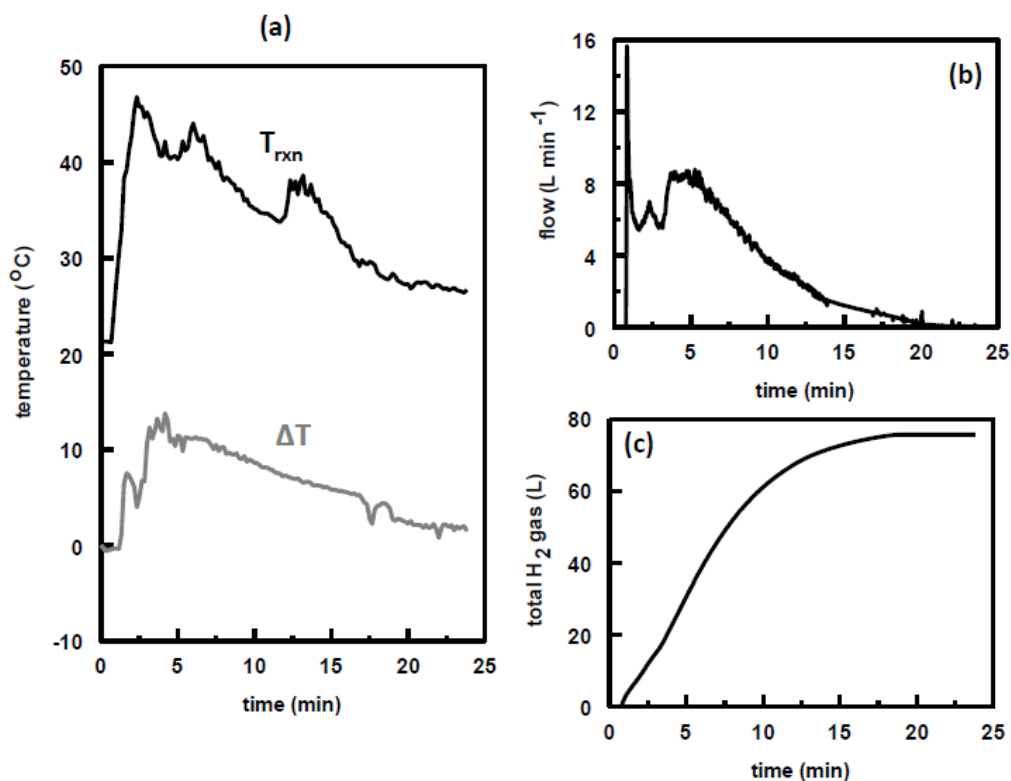 (a)
50
40
30
20
10
0
-10
temperature (°C)
T_rxn
ΔT
0 5 10 15 20 25
time (min)
(b)
16
12
8
4
0
flow (L min⁻¹)
0 5 10 15 20 25
time (min)
(c)
80
60
40
20
0
total H₂ gas (L)
0 5 10 15 20 25
time (min)